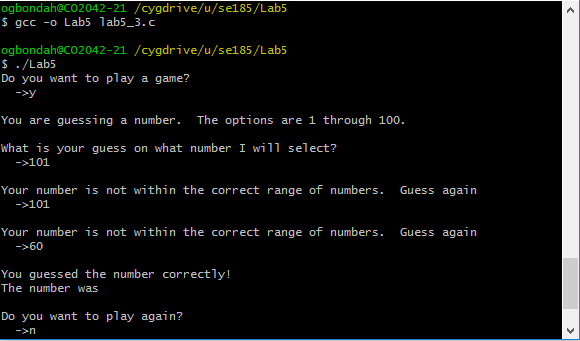 ogbondah@CO2042-21 /cygdrive/u/se185/Lab5
$ gcc -o Lab5 lab5_3.c
ogbondah@CO2042-21 /cygdrive/u/se185/Lab5
$ ./Lab5
Do you want to play a game?
->y
You are guessing a number.  The options are 1 through 100.
What is your guess on what number I will select?
->101
Your number is not within the correct range of numbers.  Guess again
->101
Your number is not within the correct range of numbers.  Guess again
->60
You guessed the number correctly!
The number was
Do you want to play again?
->n